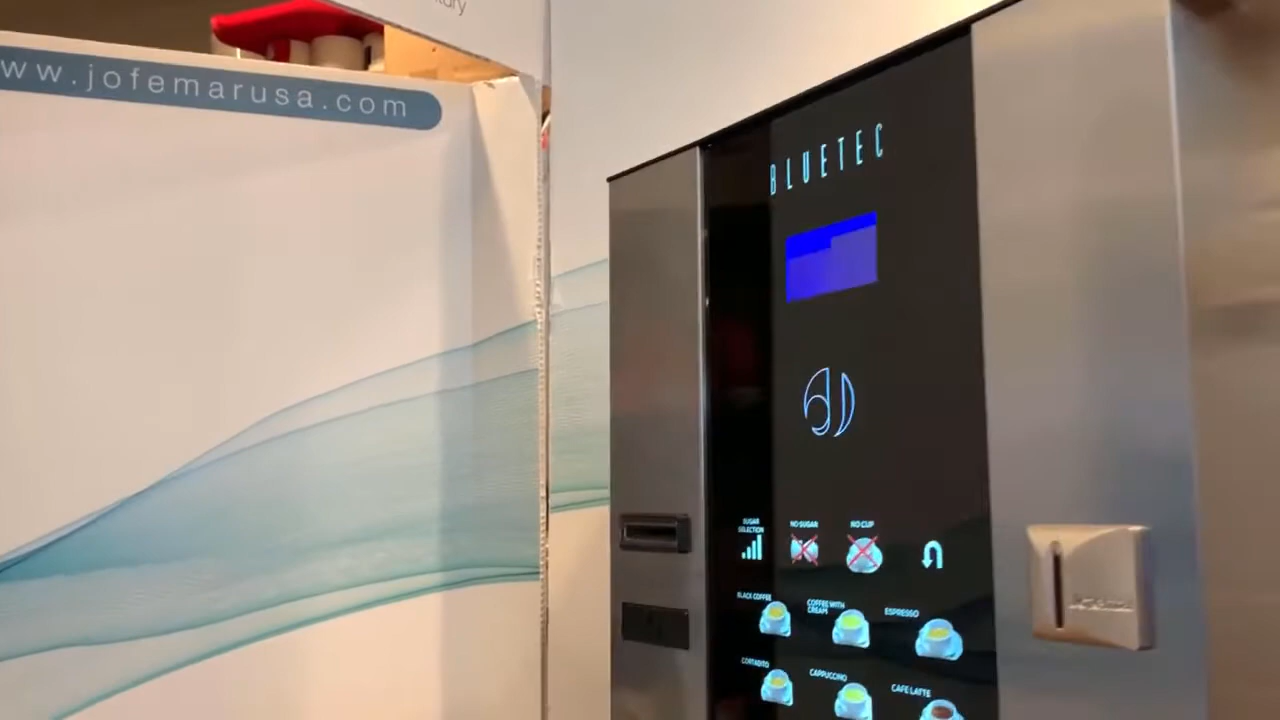 ww.jofemarusa.com
BLUETEC
SUGAR
SELECTION
NO SUGAR
NO CUP
BLACK COFFEE
COFFEE WITH
CREAM
ESPRESSO
CORTADITO
CAPPUCCINO
CAFE LATTE